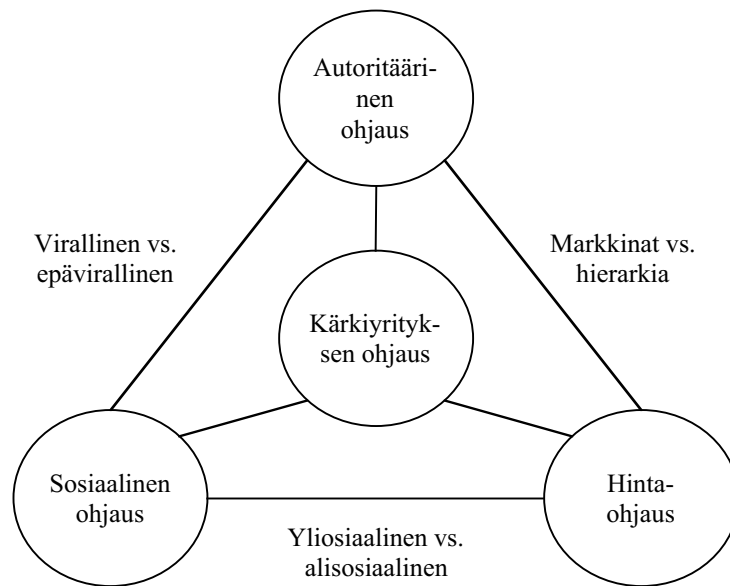 Autoritääri-
nen
ohjaus
Virallinen vs.
epävirallinen
Markkinat vs.
hierarkia
Kärkiyrityk-
sen ohjaus
Sosiaalinen
ohjaus
Hinta-
ohjaus
Yliosiaalinen vs.
alisosiaalinen